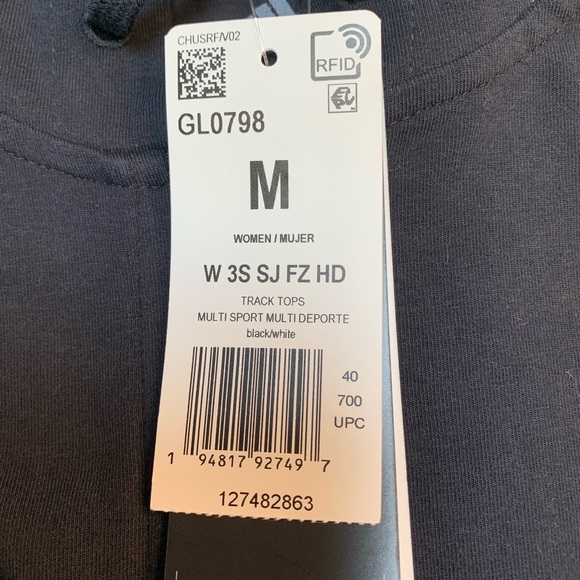 CHUSRF/V02
RFID
GL0798
M
WOMEN / MUJER
W 3S SJ FZ HD
TRACK TOPS
MULTI SPORT MULTI DEPORTE
black/white
40
700
UPC
1 94817 92749 7
127482863